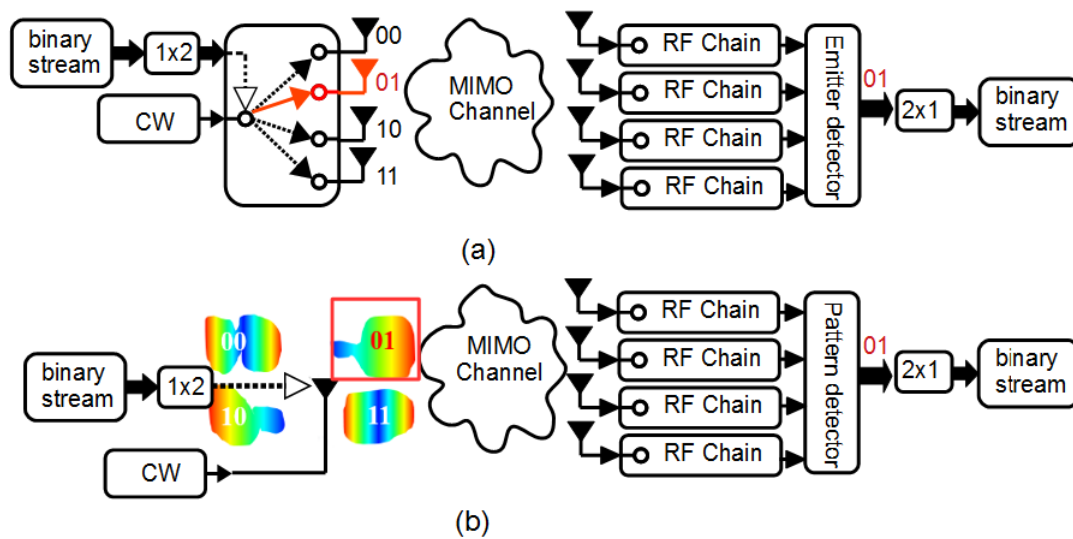 binary
stream
1x2
CW
00
01
10
11
MIMO
Channel
RF Chain
RF Chain
RF Chain
RF Chain
Emitter detector
01
2x1
binary
stream
(a)
binary
stream
1x2
CW
00
01
10
11
MIMO
Channel
RF Chain
RF Chain
RF Chain
RF Chain
Pattern detector
01
2x1
binary
stream
(b)